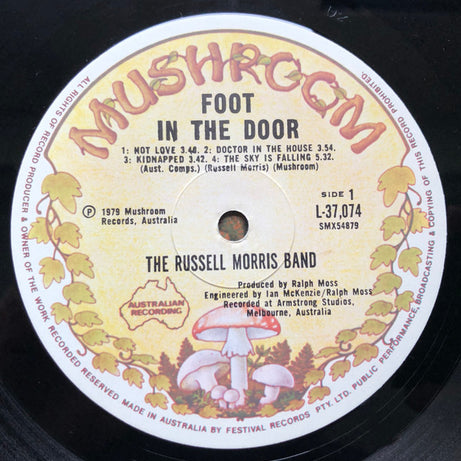 MUSHROOM
FOOT
IN THE DOOR
1: NOT LOVE 3.48. 2: DOCTOR IN THE HOUSE 3.54.
3: KIDNAPPED 3.42. 4: THE SKY IS FALLING 5.32.
(Aust. Comps.) (Russell Morris) (Mushroom)
SIDE 1
L-37,074
SMX54879
Ⓟ 1979 Mushroom
Records, Australia
THE RUSSELL MORRIS BAND
Produced by Ralph Moss
Engineered by Ian McKenzie/Ralph Moss
Recorded at Armstrong Studios,
Melbourne, Australia
AUSTRALIAN
RECORDING
ALL RIGHTS OF RECORD PRODUCER & OWNER OF THE WORK RECORDED RESERVED MADE IN AUSTRALIA BY FESTIVAL RECORDS PTY. LTD. PUBLIC PERFORMANCE, BROADCASTING & COPYING OF THIS RECORD PROHIBITED.